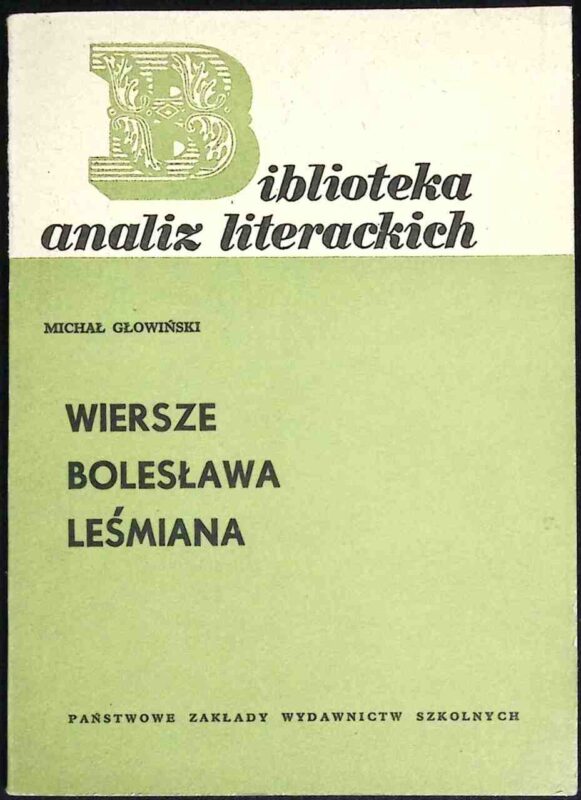 Biblioteka
analiz literackich
MICHAŁ GŁOWIŃSKI
WIERSZE
BOLESŁAWA
LEŚMIANA
PAŃSTWOWE ZAKŁADY WYDAWNICTW SZKOLNYCH